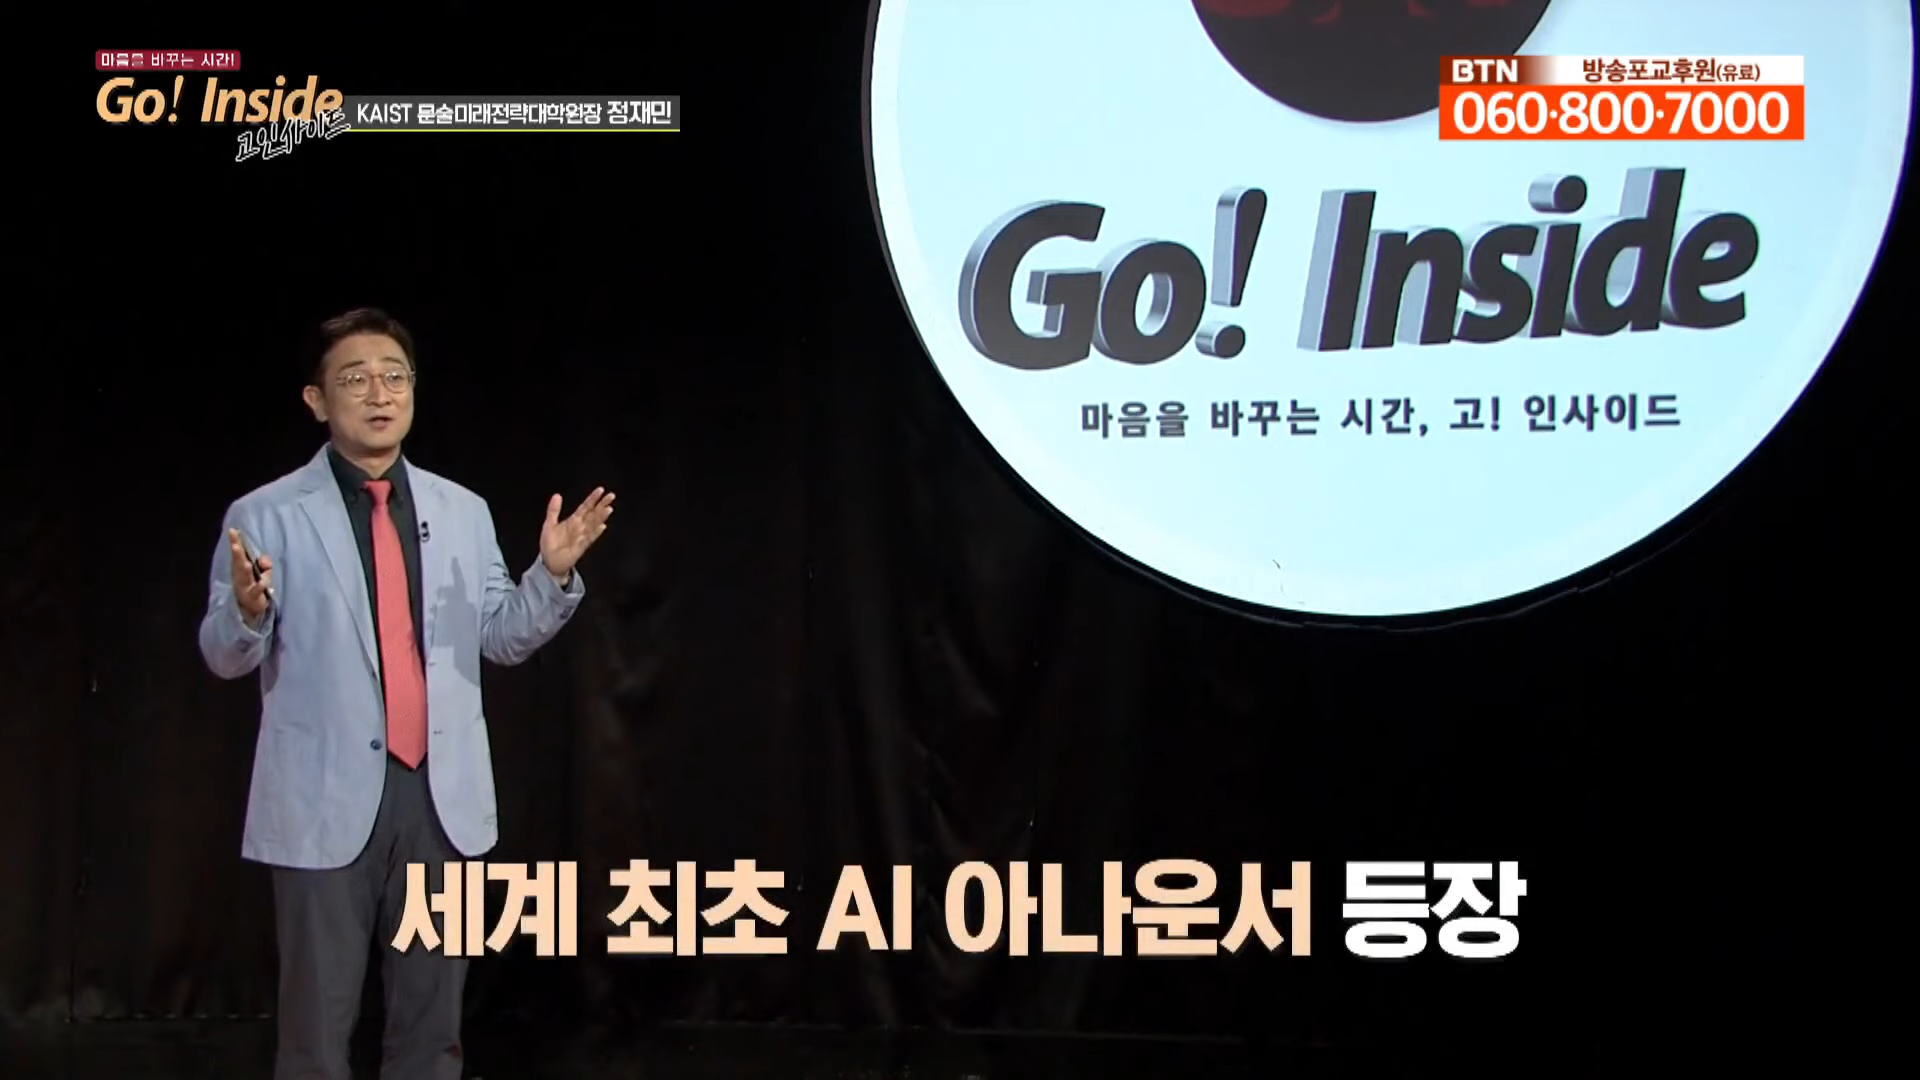 마음을 바꾸는 시간!
Go! Inside
고인사이드
KAIST 문술미래전략대학원장 정재민
BTN 방송포교후원(유료)
060·800·7000
Go! Inside
마음을 바꾸는 시간, 고! 인사이드
세계 최초 AI 아나운서 등장